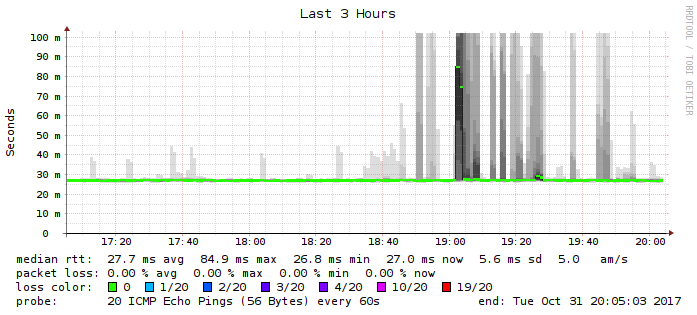 Last 3 Hours
RRDTOOL / TOBI OETIKER
Seconds
100 m
90 m
80 m
70 m
60 m
50 m
40 m
30 m
20 m
10 m
0
17:20 17:40 18:00 18:20 18:40 19:00 19:20 19:40 20:00
median rtt: 27.7 ms avg 84.9 ms max 26.8 ms min 27.0 ms now 5.6 ms sd 5.0 am/s
packet loss: 0.00 % avg 0.00 % max 0.00 % min 0.00 % now
loss color: 0 1/20 2/20 3/20 4/20 10/20 19/20
probe: 20 ICMP Echo Pings (56 Bytes) every 60s end: Tue Oct 31 20:05:03 2017